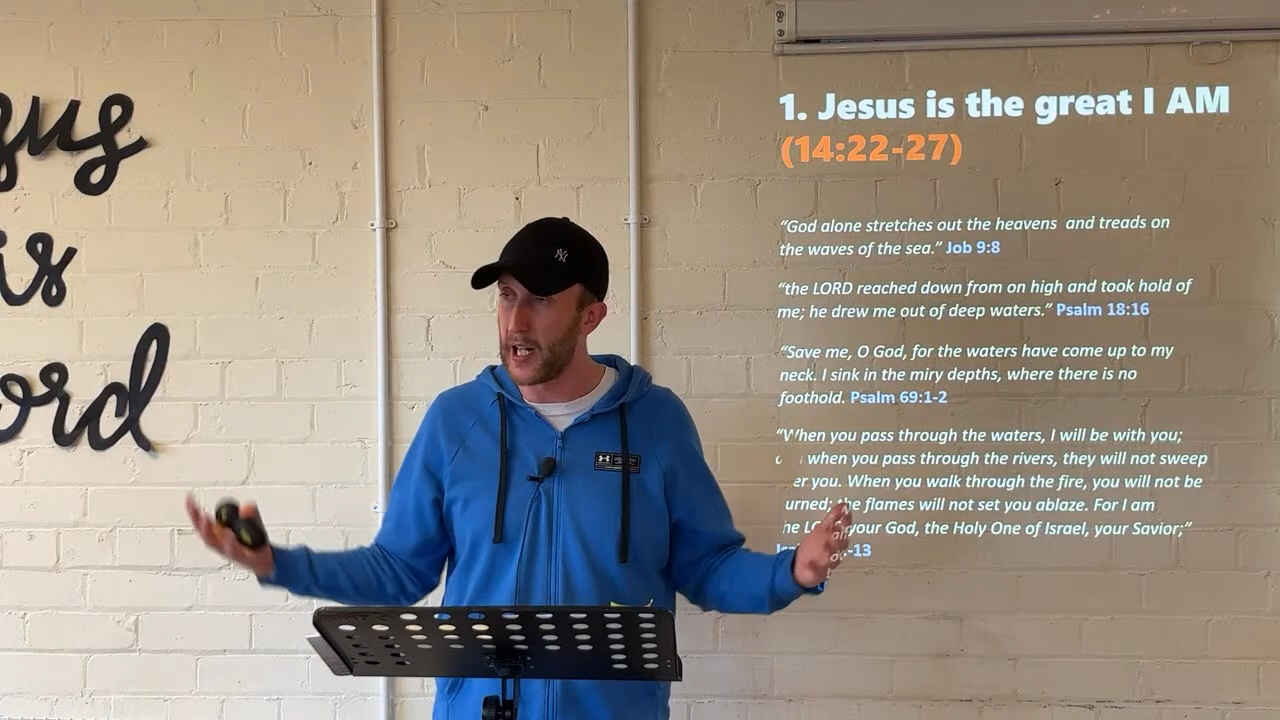 is
1. Jesus is the great I AM
(14:22-27)
“God alone stretches out the heavens and treads on
the waves of the sea.” Job 9:8
“the LORD reached down from on high and took hold of
me; he drew me out of deep waters.” Psalm 18:16
“Save me, O God, for the waters have come up to my
neck. I sink in the miry depths, where there is no
foothold. Psalm 69:1-2
“When you pass through the waters, I will be with you;
when you pass through the rivers, they will not sweep
er you. When you walk through the fire, you will not be
urned; the flames will not set you ablaze. For I am
he your God, the Holy One of Israel, your Savior;”
-13
NY